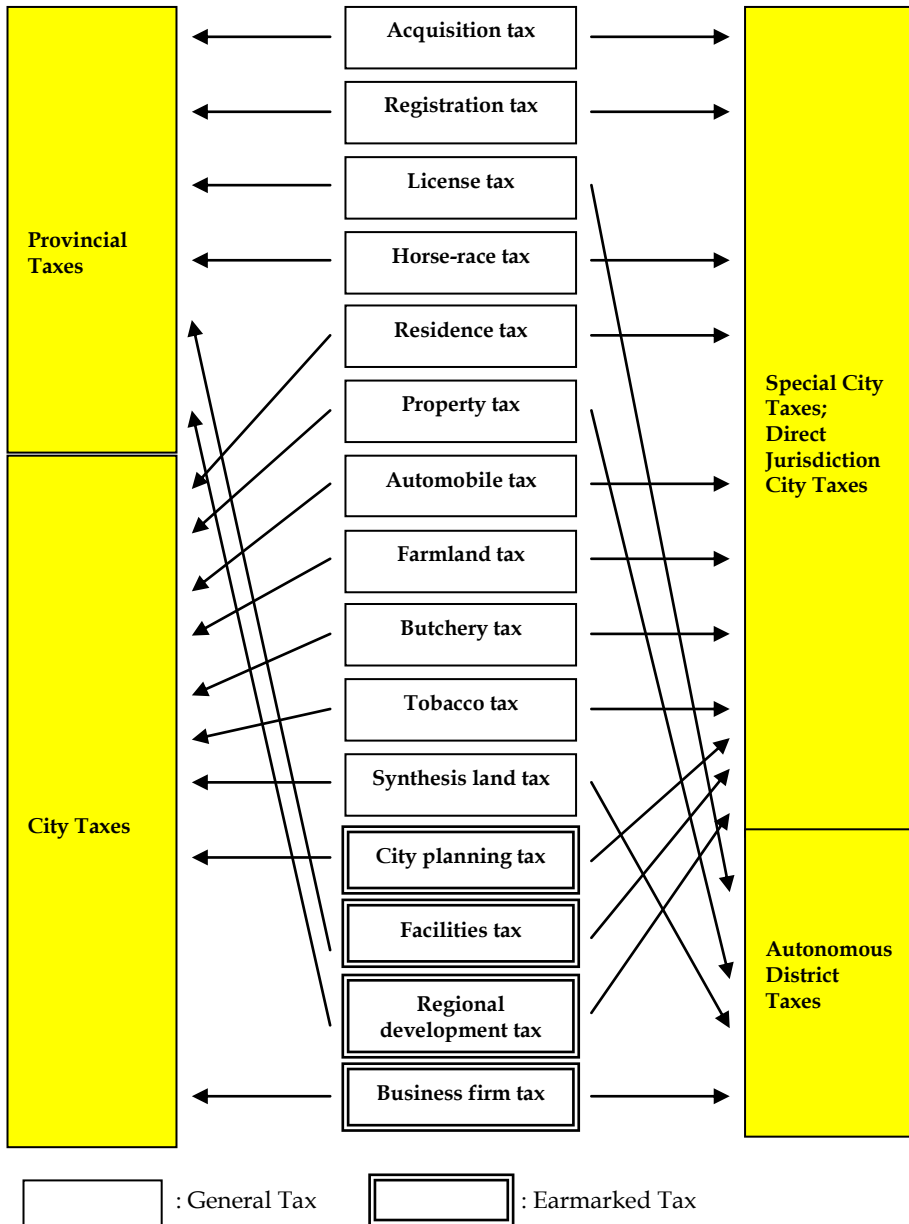 Acquisition tax
Registration tax
License tax
Provincial
Taxes
Horse-race tax
Residence tax
Property tax
Special City
Taxes;
Direct
Jurisdiction
City Taxes
Automobile tax
Farmland tax
Butchery tax
Tobacco tax
Synthesis land tax
City Taxes
City planning tax
Facilities tax
Autonomous
District
Taxes
Regional
development tax
Business firm tax
: General Tax
: Earmarked Tax